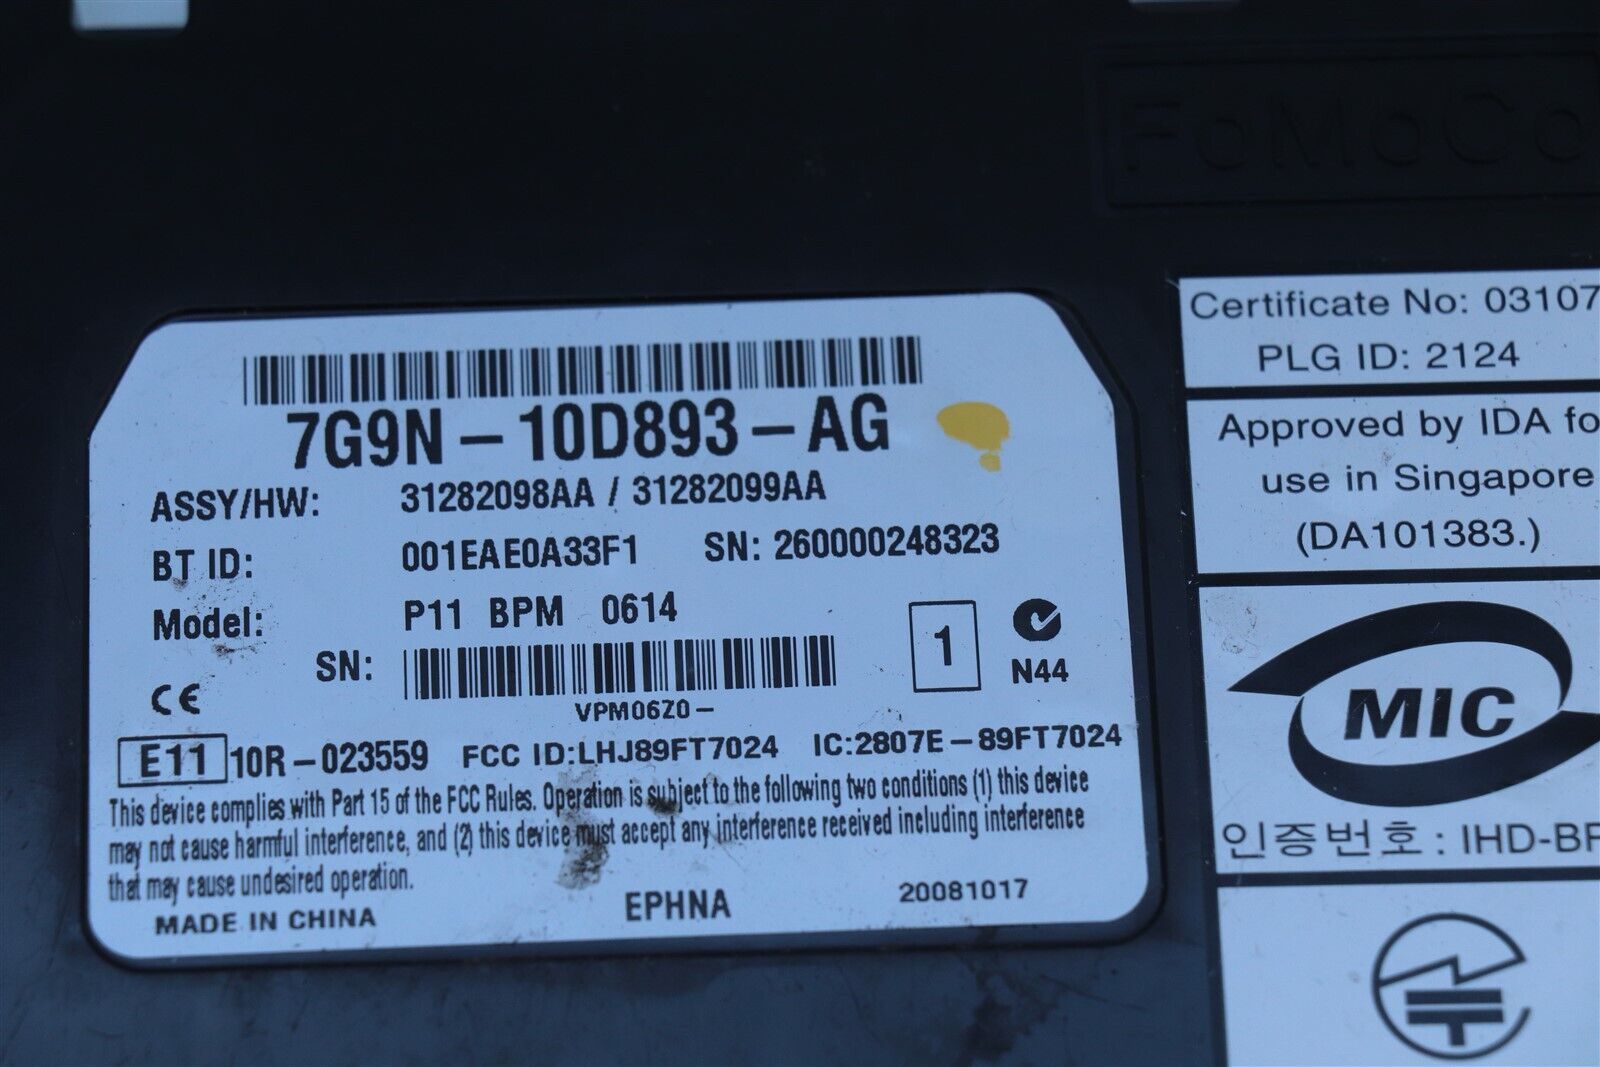 FoMoCo
7G9N-10D893-AG
ASSY/HW: 31282098AA / 31282099AA
BT ID: 001EAE0A33F1 SN: 260000248323
Model: P11 BPM 0614
SN:
VPM06Z0-
1
N44
CE
E11 10R-023559 FCC ID:LHJ89FT7024 IC:2807E-89FT7024
This device complies with Part 15 of the FCC Rules. Operation is subject to the following two conditions (1) this device
may not cause harmful interference, and (2) this device must accept any interference received including interference
that may cause undesired operation.
MADE IN CHINA EPHNA 20081017
Certificate No: 03107
PLG ID: 2124
Approved by IDA fo
use in Singapore
(DA101383.)
MIC
인증번호: IHD-BP